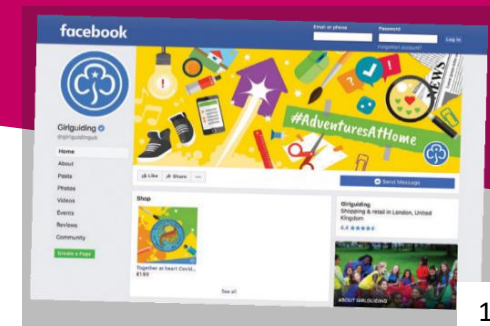 facebook
Email or phone
Password
Log In
Forgotten account?
NEWS
#AdventuresAtHome
Girlguiding
@girlguidinguk
Home
About
Posts
Photos
Videos
Events
Reviews
Community
Create a Page
Like
Share
Send Message
Shop
Together at heart Covid...
£1.00
See all
Girlguiding
Shopping & retail in London, United
Kingdom
ABOUT GIRLGUIDING
1